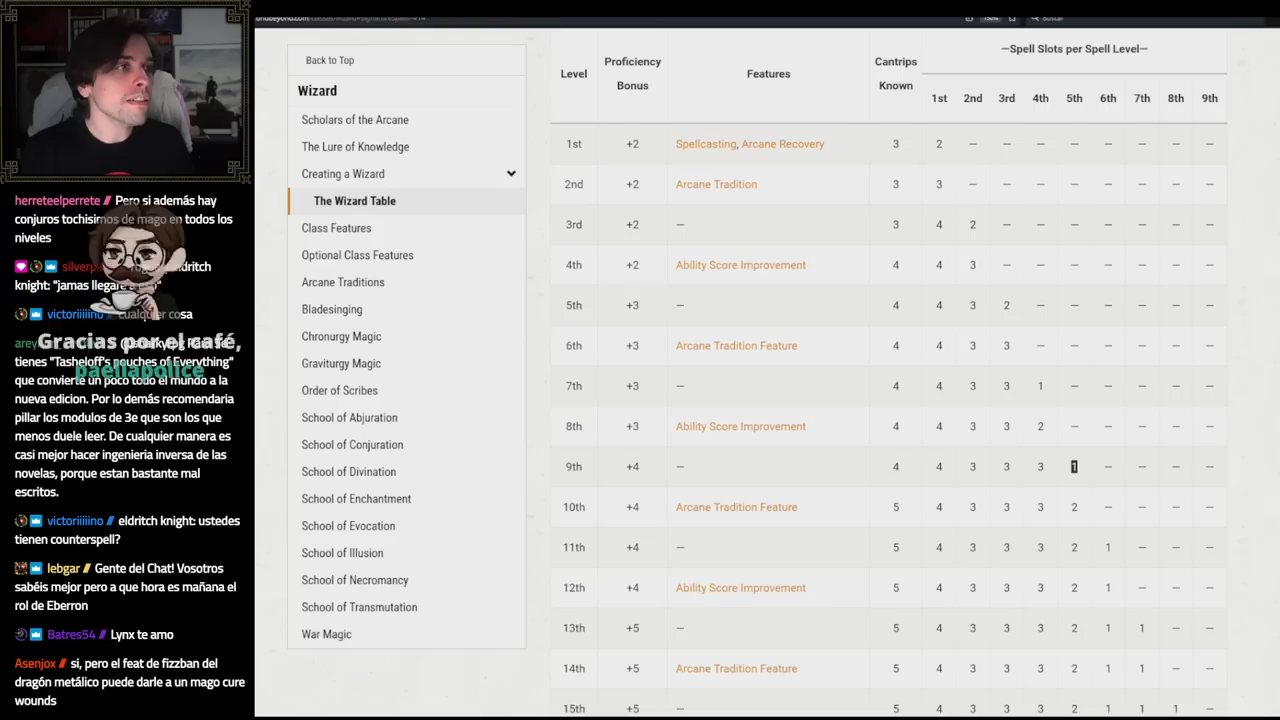 Back to Top
Wizard
Scholars of the Arcane
The Lure of Knowledge
Creating a Wizard
The Wizard Table
Class Features
Optional Class Features
Arcane Traditions
Bladesinging
Chronurgy Magic
Graviturgy Magic
Order of Scribes
School of Abjuration
School of Conjuration
School of Divination
School of Enchantment
School of Evocation
School of Illusion
School of Necromancy
School of Transmutation
War Magic
—Spell Slots per Spell Level—
Level Proficiency Bonus Features Cantrips Known 1st 2nd 3rd 4th 5th 6th 7th 8th 9th
1st +2 Spellcasting, Arcane Recovery 3 2 — — — — — — — —
2nd +2 Arcane Tradition 3 3 — — — — — — — —
3rd +2 — 3 4 2 — — — — — — —
4th +2 Ability Score Improvement 4 3 — — — — — — —
5th +3 — 4 4 3 2 — — — — — —
6th +3 Arcane Tradition Feature 4 4 3 3 — — — — — —
7th +3 — 4 4 3 3 1 — — — — —
8th +3 Ability Score Improvement 4 4 3 3 2 — — — — —
9th +4 — 4 4 3 3 3 1 — — — —
10th +4 Arcane Tradition Feature 5 4 3 3 3 2 — — — —
11th +4 — 5 4 3 3 3 2 1 — — —
12th +4 Ability Score Improvement 5 4 3 3 3 2 1 — — —
13th +5 — 5 4 3 3 3 2 1 1 — —
14th +5 Arcane Tradition Feature 5 4 3 3 3 2 1 1 — —
15th +5 — 5 4 3 3 3 2 1 1 1 —
herreteelperrete // Pero si además hay
conjuros tochisimos de mago en todos los
niveles
eldritch
knight: "jamas llegare a eso"
victoriiiiino // cualquier cosa
Gracias por el café,
paellapolice
tienes "Tasheloff's pouches of Everything"
que convierte un poco todo el mundo a la
nueva edicion. Por lo demás recomendaria
pillar los modulos de 3e que son los que
menos duele leer. De cualquier manera es
casi mejor hacer ingenieria inversa de las
novelas, porque estan bastante mal
escritos.
victoriiiiino // eldritch knight: ustedes
tienen counterspell?
lebgar // Gente del Chat! Vosotros
sabéis mejor pero a que hora es mañana el
rol de Eberron
Batres54 // Lynx te amo
Asenjox // si, pero el feat de fizzban del
dragón metálico puede darle a un mago cure
wounds